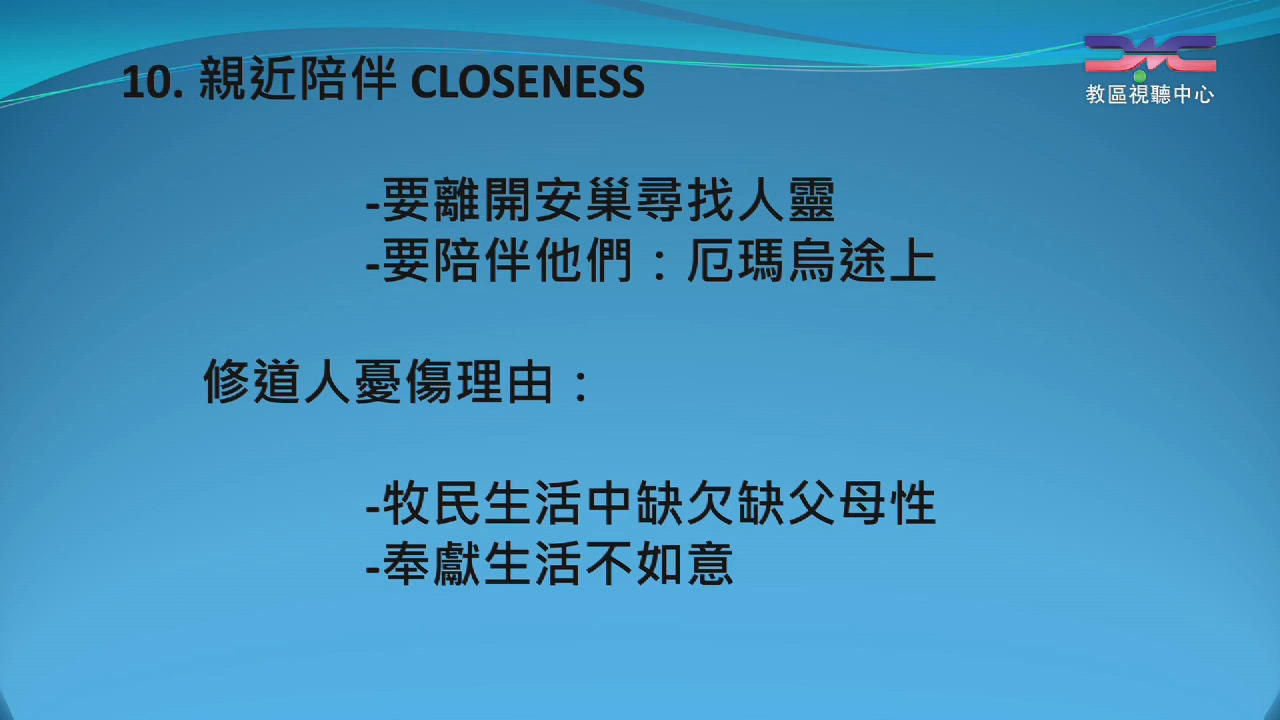 10. 親近陪伴 CLOSENESS
教區視聽中心
-要離開安巢尋找人靈
-要陪伴他們：厄瑪烏途上
修道人憂傷理由：
-牧民生活中缺欠缺父母性
-奉獻生活不如意